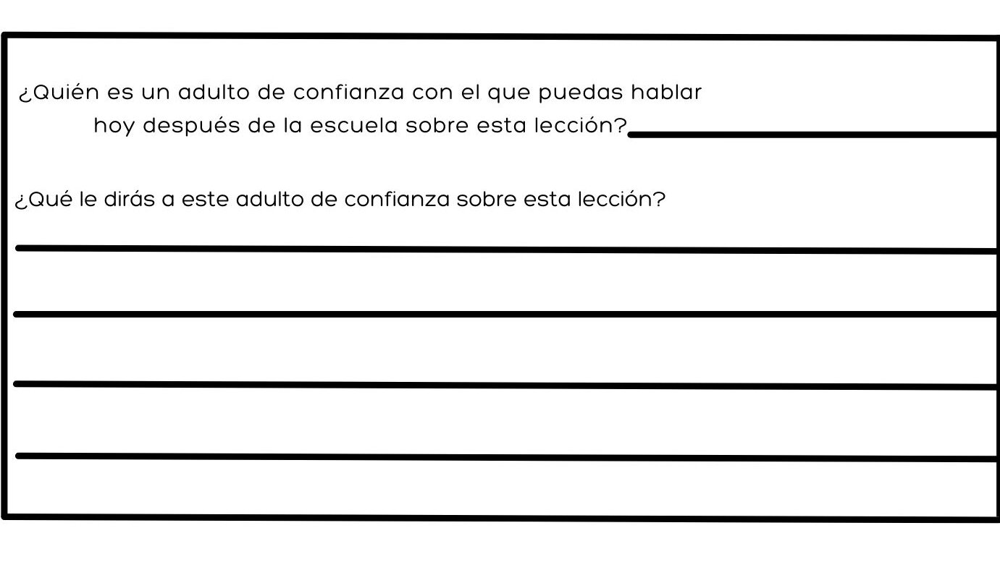 ¿Quién es un adulto de confianza con el que puedas hablar
hoy después de la escuela sobre esta lección?
¿Qué le dirás a este adulto de confianza sobre esta lección?